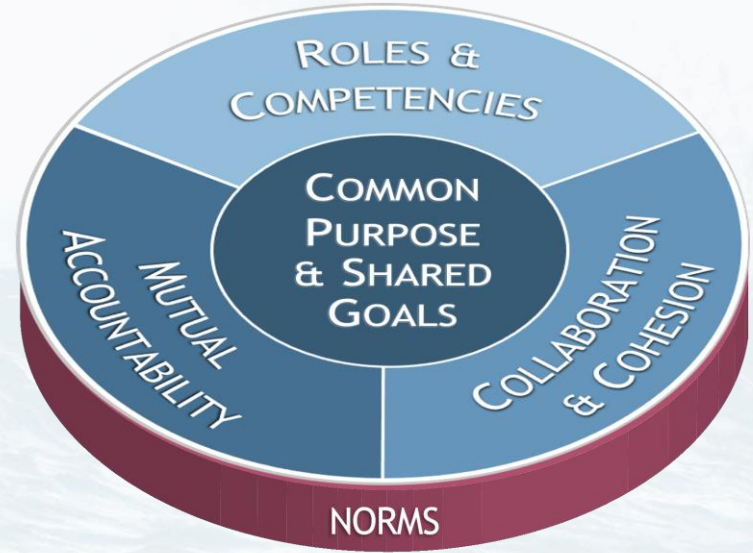 ROLES &
COMPETENCIES
COMMON
PURPOSE
& SHARED
GOALS
MUTUAL
ACCOUNTABILITY
COLLABORATION
& COHESION
NORMS